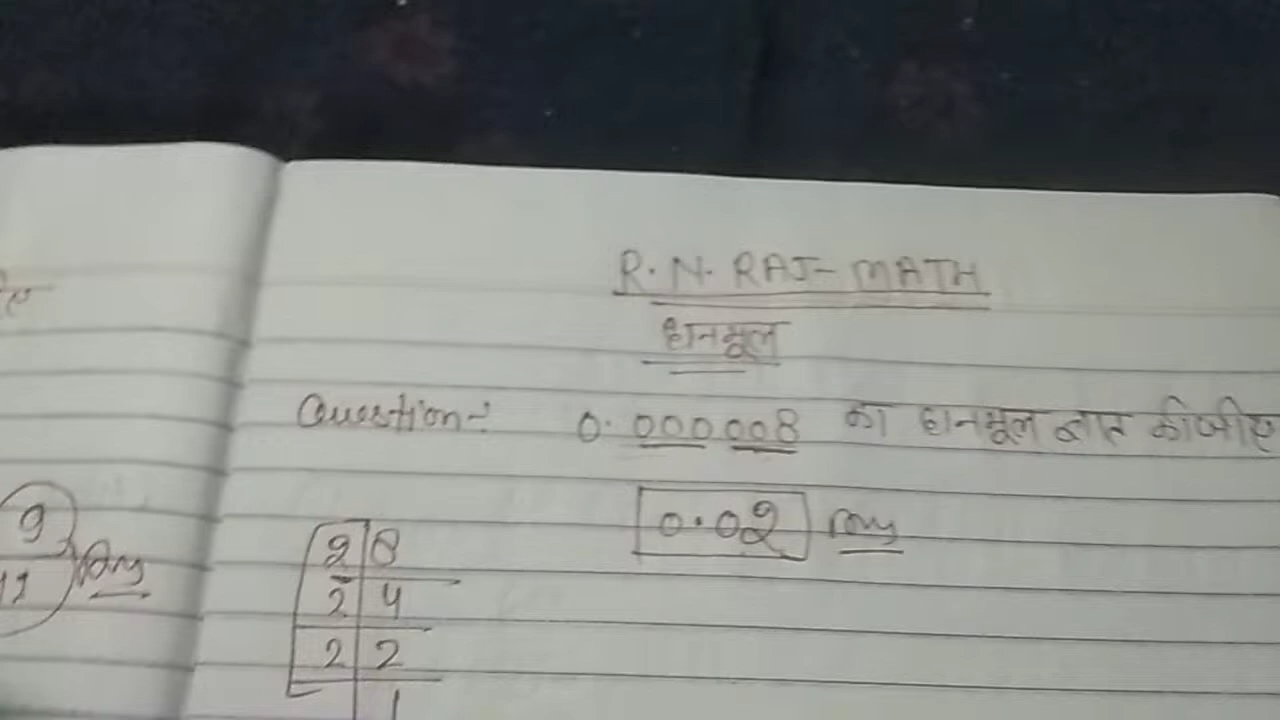 R.N. RAJ- MATH
घनमूल
Question:- 0.000008 का घनमूल ज्ञात कीजीए
0.02 Ans
2 8
2 4
2 2
1
9
Ans